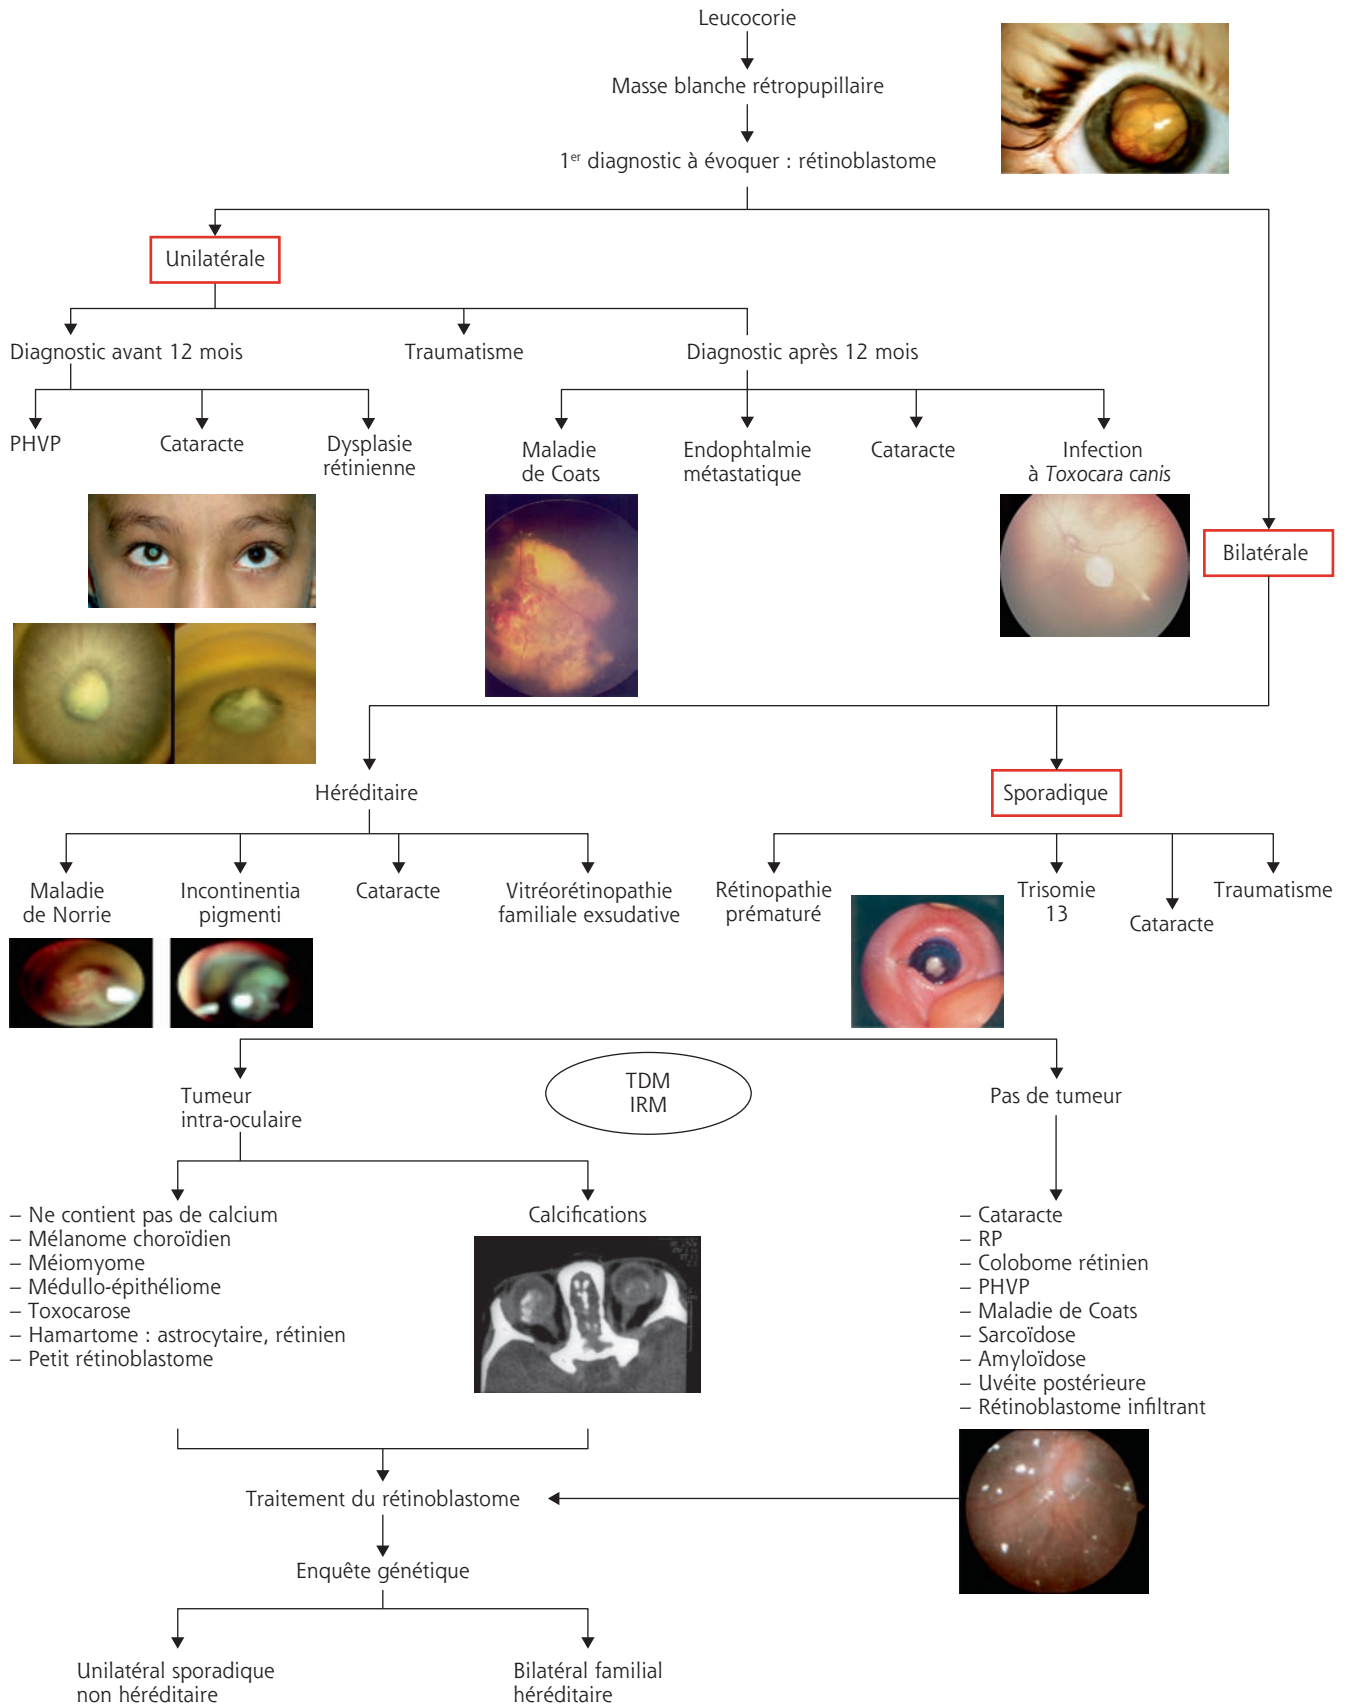 Leucocorie
Masse blanche rétropupillaire
1er diagnostic à évoquer : rétinoblastome
Unilatérale
Diagnostic avant 12 mois
Traumatisme
Diagnostic après 12 mois
PHVP
Cataracte
Dysplasie
rétinienne
Maladie
de Coats
Endophtalmie
métastatique
Cataracte
Infection
à Toxocara canis
Bilatérale
Héréditaire
Sporadique
Maladie
de Norrie
Incontinentia
pigmenti
Cataracte
Vitréorétinopathie
familiale exsudative
Rétinopathie
prématuré
Trisomie
13
Cataracte
Traumatisme
TDM
IRM
Tumeur
intra-oculaire
Pas de tumeur
– Ne contient pas de calcium
– Mélanome choroïdien
– Méiomyome
– Médullo-épithéliome
– Toxocarose
– Hamartome : astrocytaire, rétinien
– Petit rétinoblastome
Calcifications
– Cataracte
– RP
– Colobome rétinien
– PHVP
– Maladie de Coats
– Sarcoïdose
– Amyloïdose
– Uvéite postérieure
– Rétinoblastome infiltrant
Traitement du rétinoblastome
Enquête génétique
Unilatéral sporadique
non héréditaire
Bilatéral familial
héréditaire